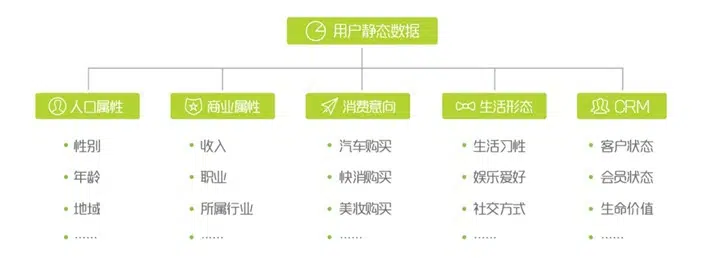 用户静态数据
人口属性
性别
年龄
地域
……
商业属性
收入
职业
所属行业
……
消费意向
汽车购买
快消购买
美妆购买
……
生活形态
生活习性
娱乐爱好
社交方式
……
CRM
客户状态
会员状态
生命价值
……